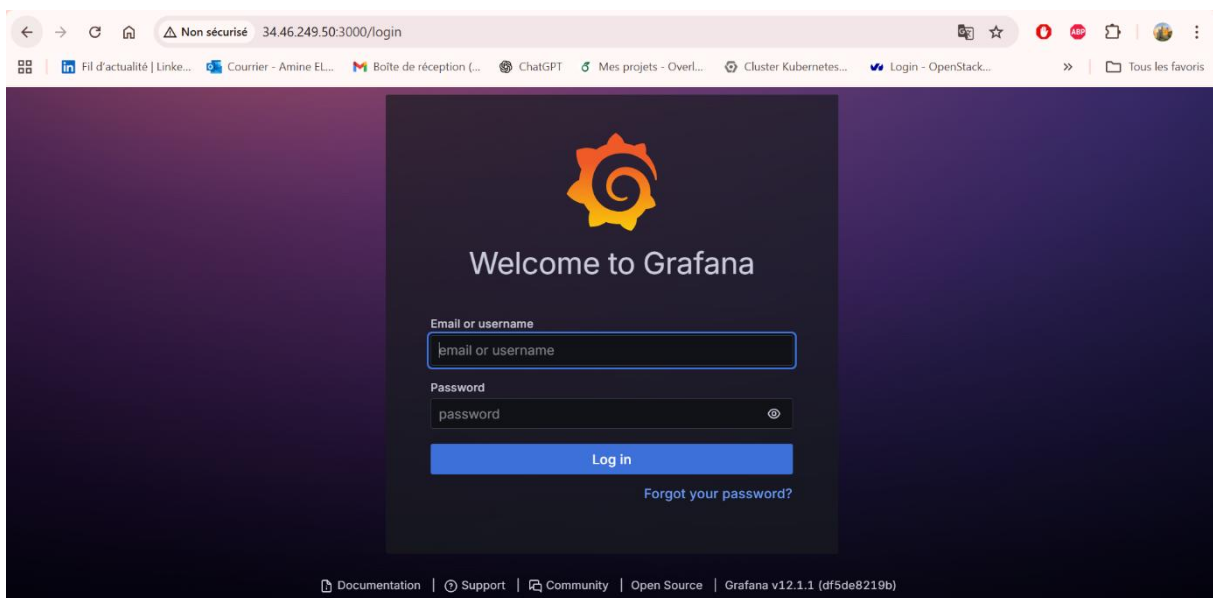 Non sécurisé 34.46.249.50:3000/login
Fil d'actualité | Linke... Courrier - Amine EL... Boîte de réception (... ChatGPT Mes projets - Overl... Cluster Kubernetes... Login - OpenStack... » Tous les favoris
Welcome to Grafana
Email or username
email or username
Password
password
Log in
Forgot your password?
Documentation | Support | Community | Open Source | Grafana v12.1.1 (df5de8219b)